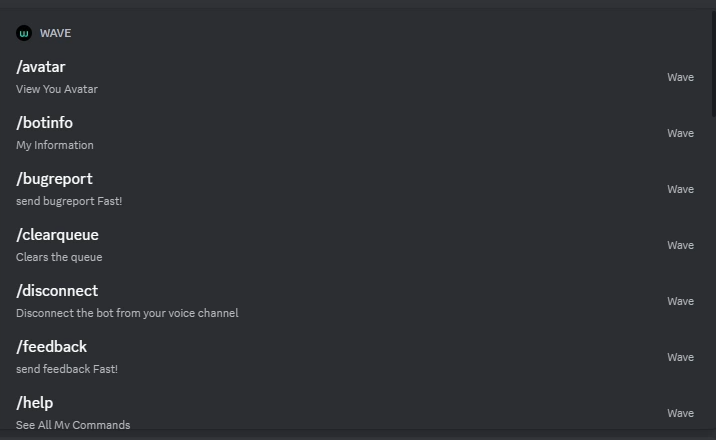 w WAVE
/avatar
View You Avatar
Wave
/botinfo
My Information
Wave
/bugreport
send bugreport Fast!
Wave
/clearqueue
Clears the queue
Wave
/disconnect
Disconnect the bot from your voice channel
Wave
/feedback
send feedback Fast!
Wave
/help
See All My Commands
Wave